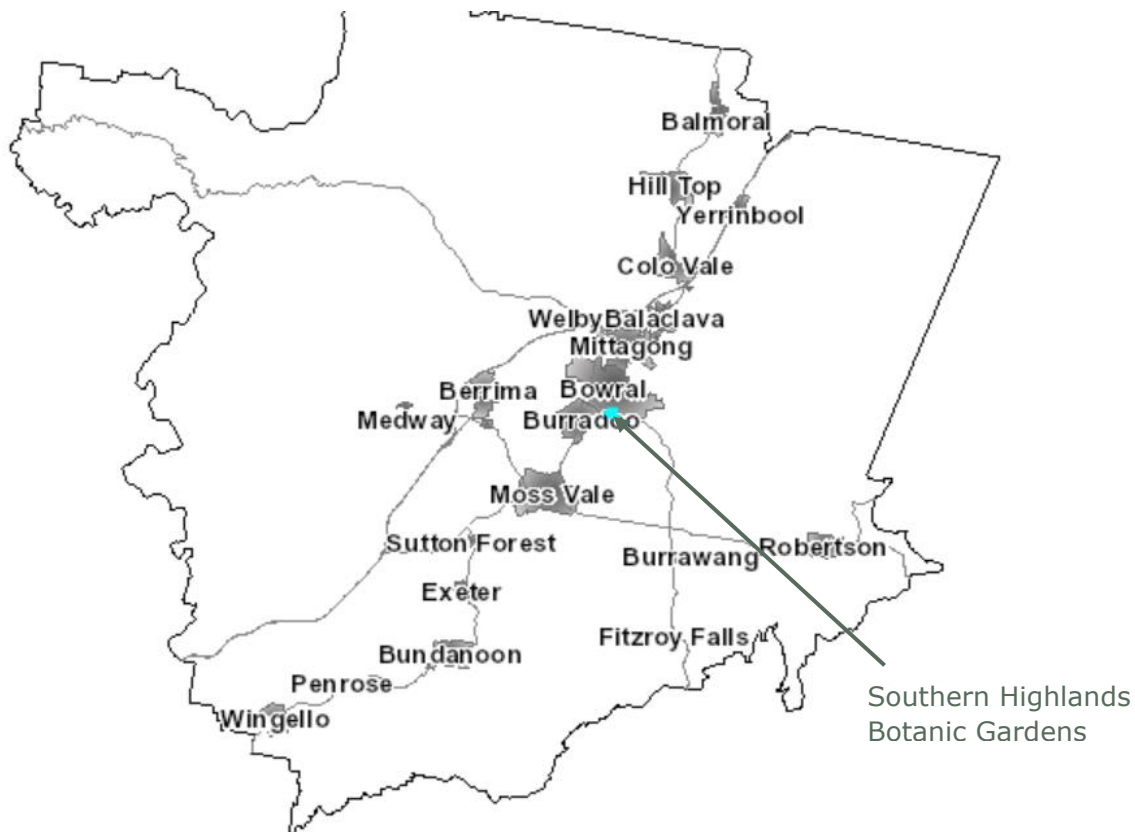 Balmoral
Hill Top
Yerrinbool
Colo Vale
Welby Balaclava
Mittagong
Berrima
Bowral
Medway
Burradoo
Moss Vale
Sutton Forest
Robertson
Burrawang
Exeter
Fitzroy Falls
Bundanoon
Penrose
Wingello
Southern Highlands
Botanic Gardens